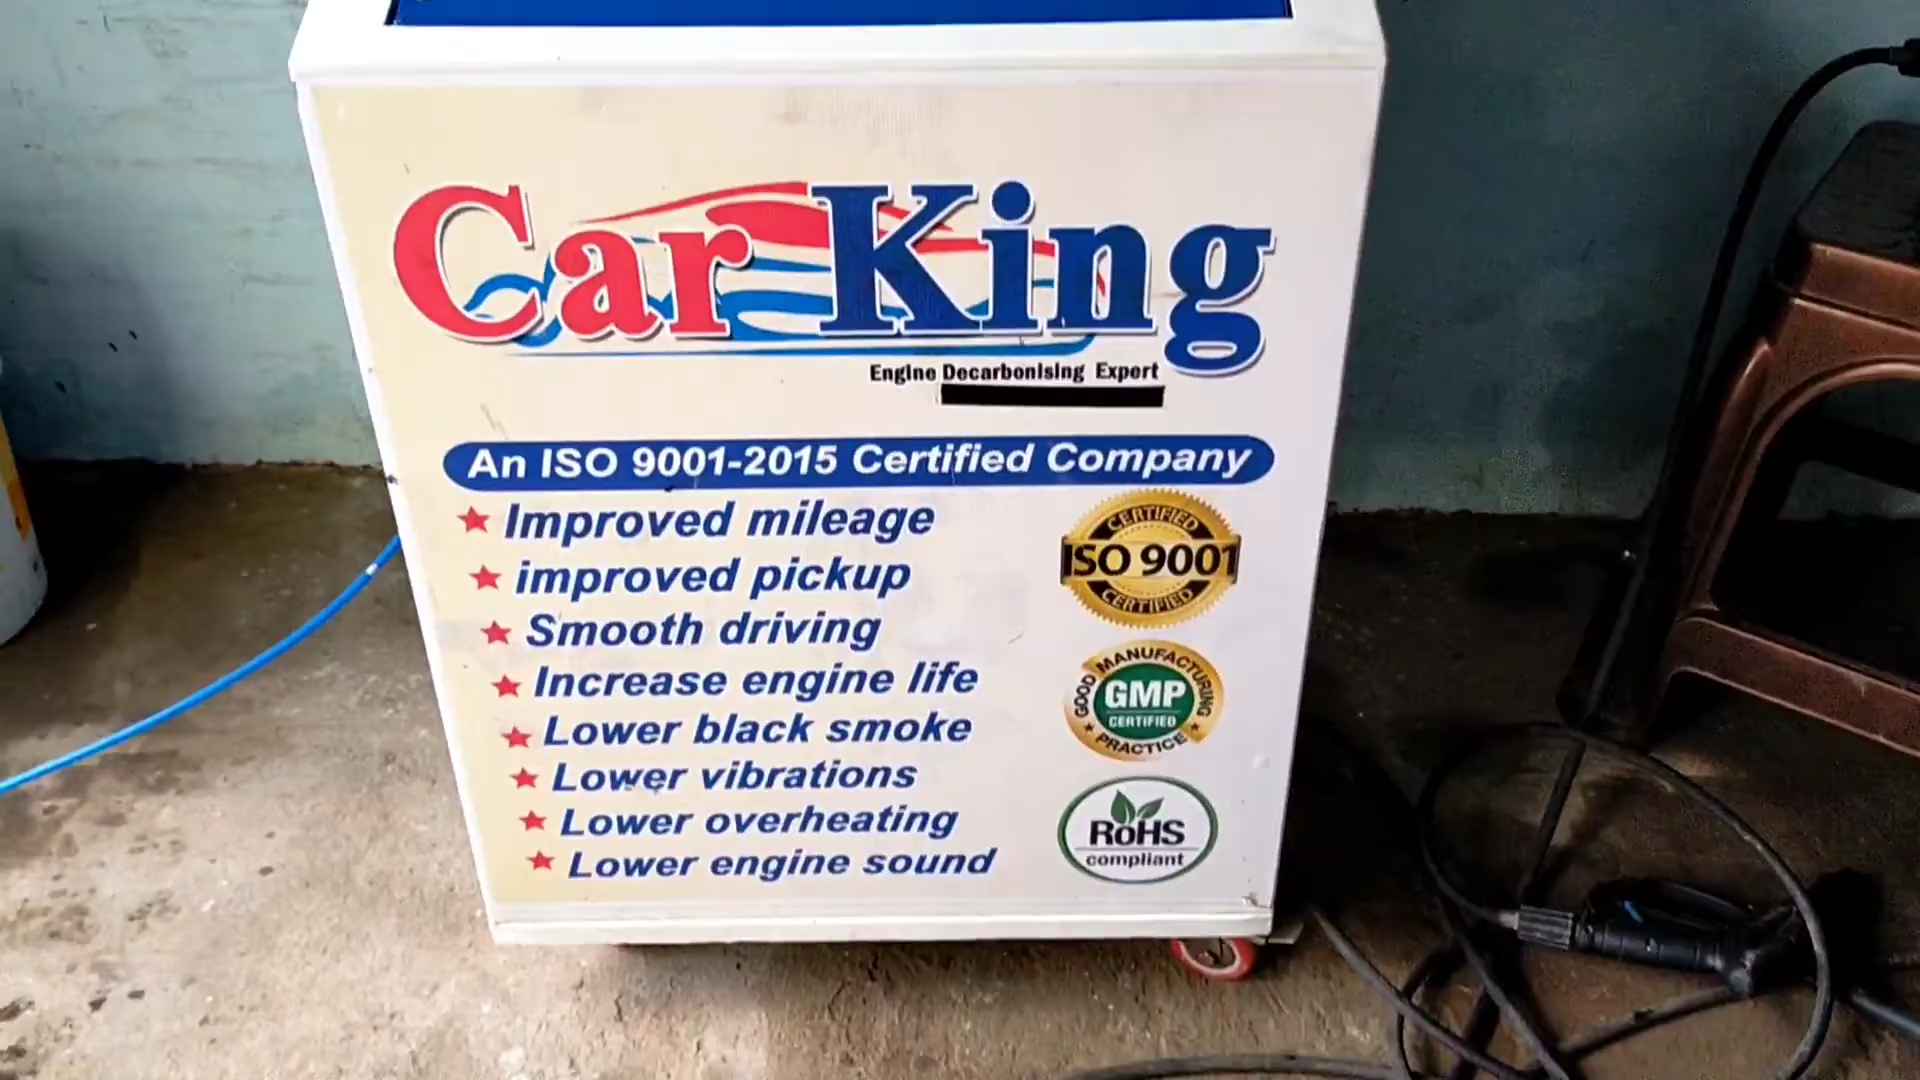 Car King
Engine Decarbonising Expert
An ISO 9001-2015 Certified Company
Improved mileage
improved pickup
Smooth driving
Increase engine life
Lower black smoke
Lower vibrations
Lower overheating
Lower engine sound
CERTIFIED
ISO 9001
CERTIFIED
GOOD MANUFACTURING PRACTICE
GMP
CERTIFIED
RoHS
compliant